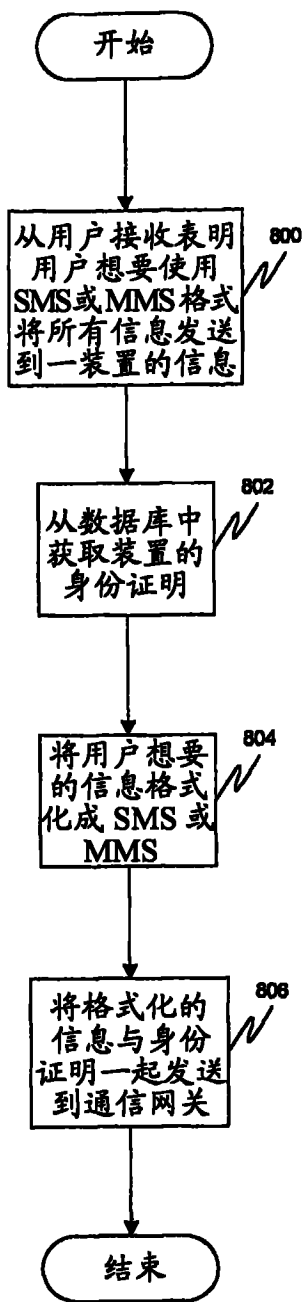 开始
从用户接收表明
用户想要使用
SMS或MMS格式
将所有信息发送
到一装置的信息
800
802
从数据库中
获取装置的
身份证明
804
将用户想要
的信息格式
化成 SMS 或
MMS
806
将格式化的
信息与身份
证明一起发送
到通信网关
结束